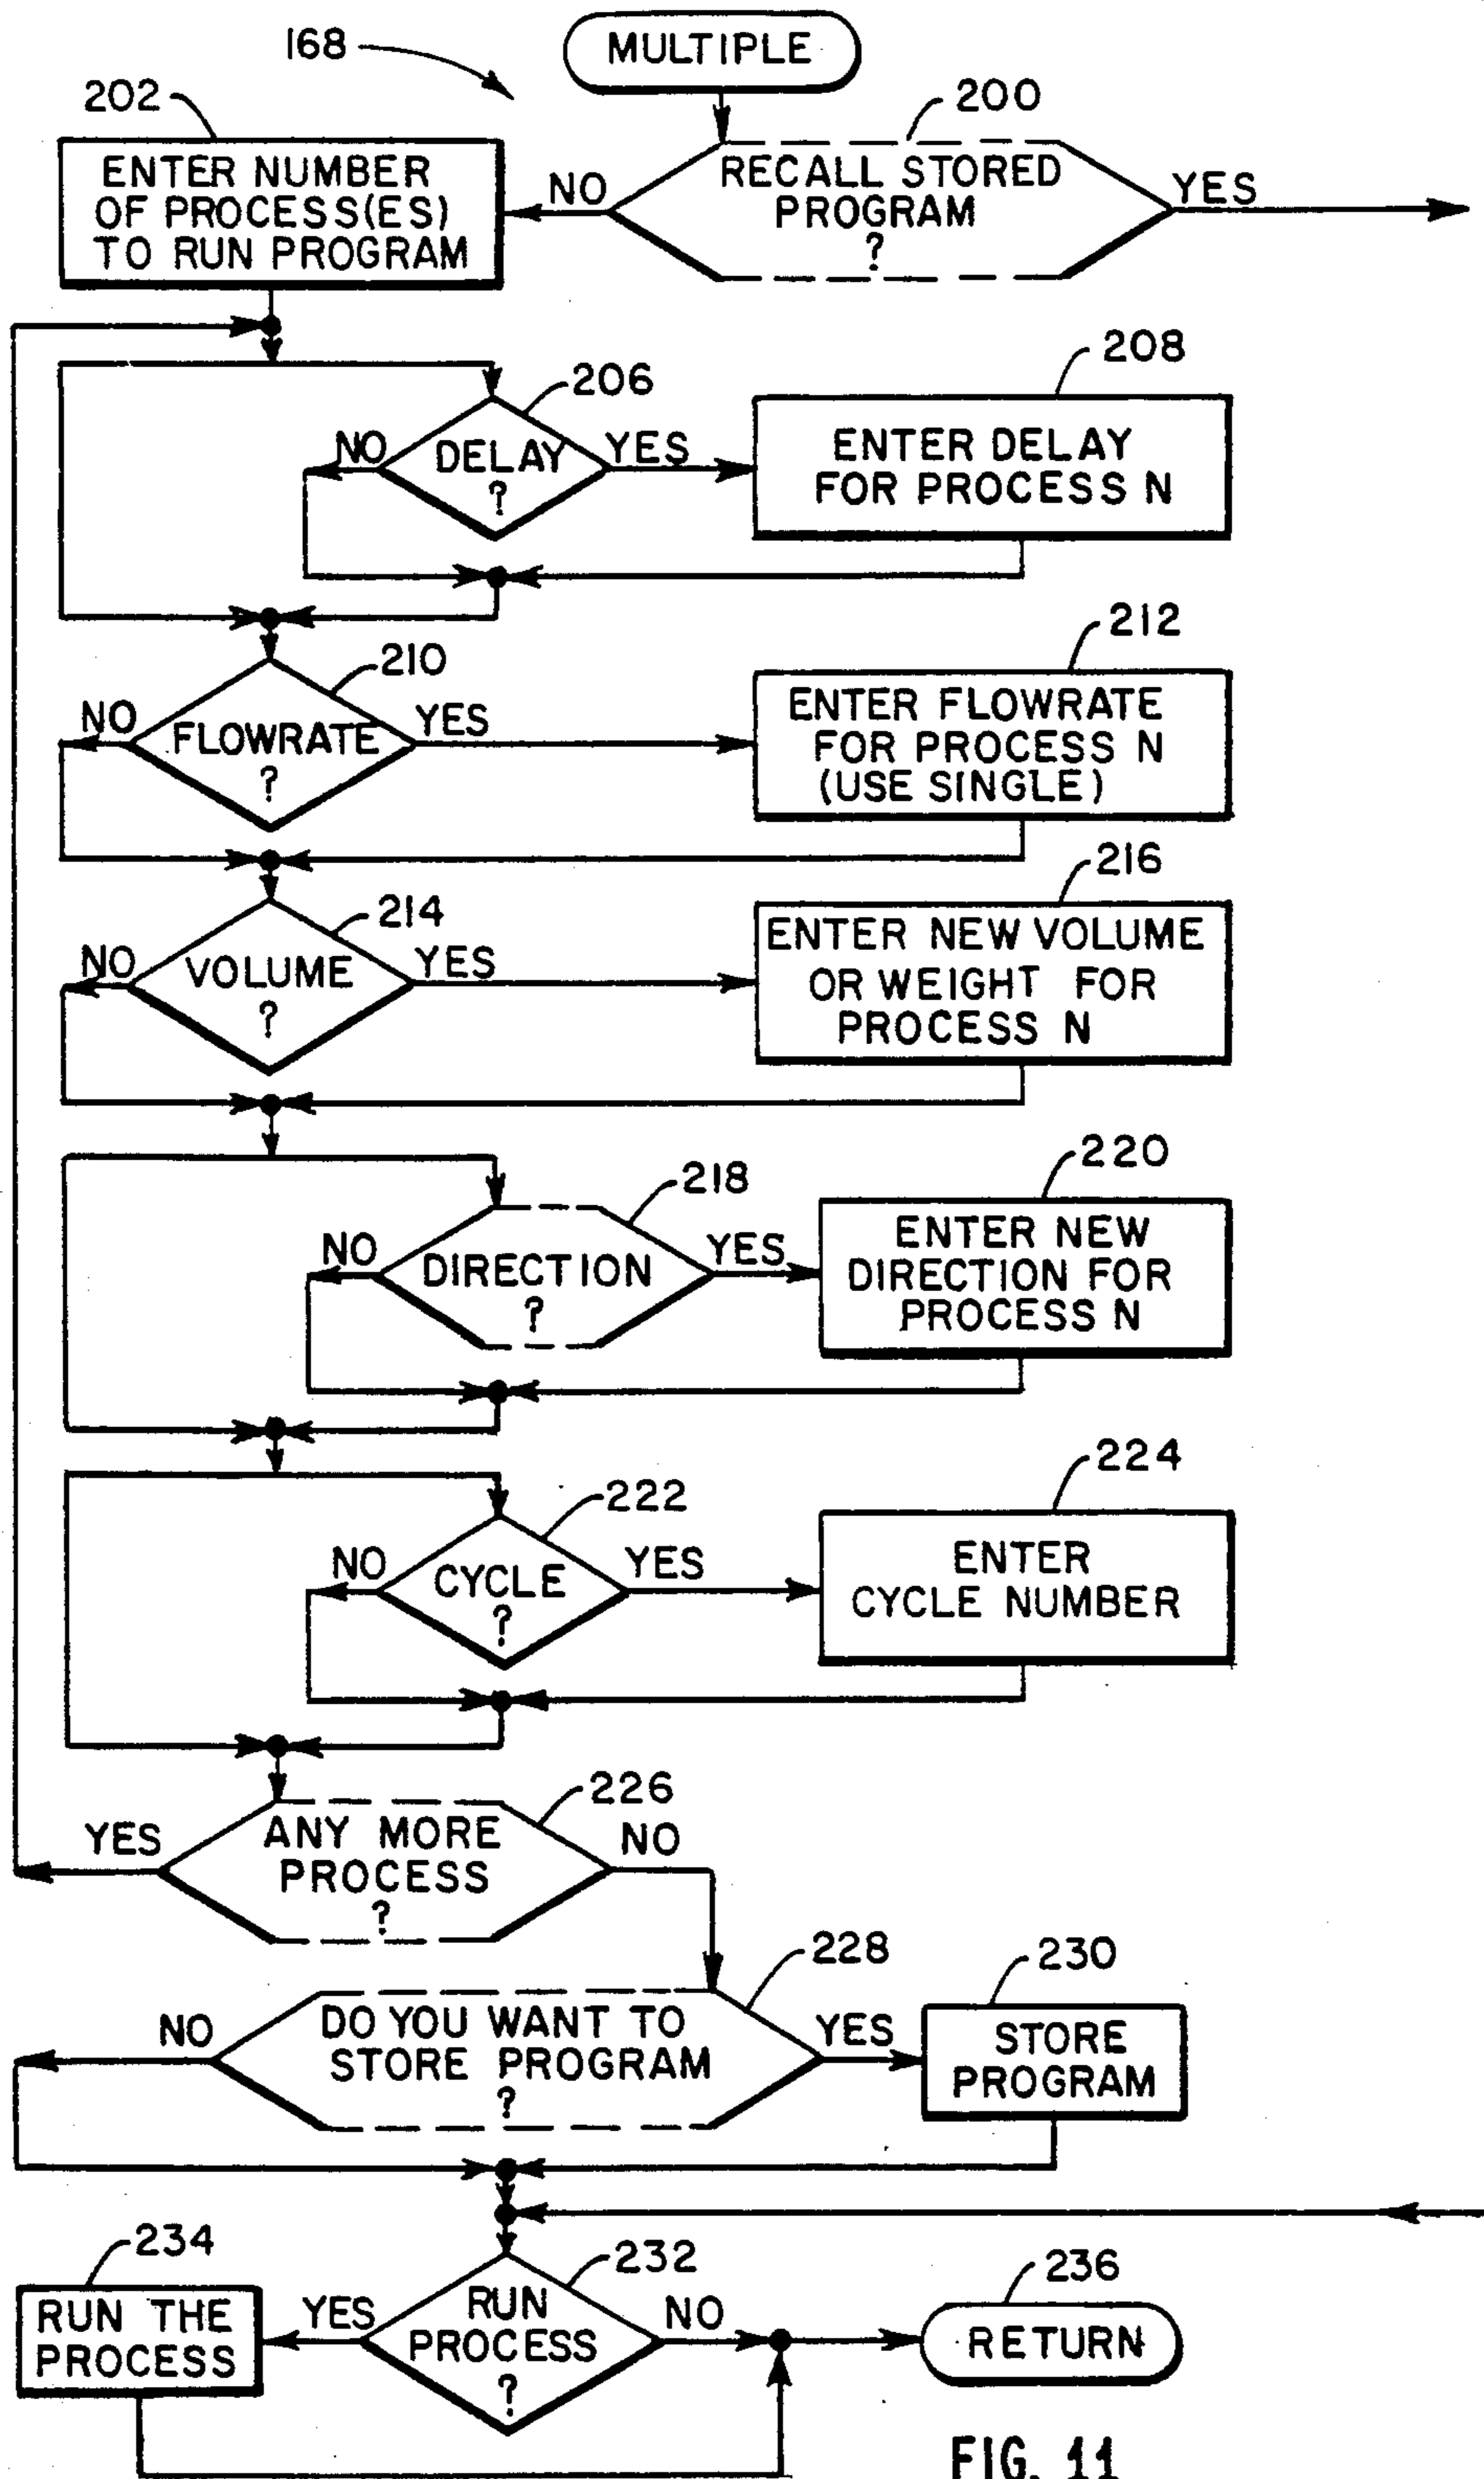 168
MULTIPLE
202
200
ENTER NUMBER
OF PROCESS(ES)
TO RUN PROGRAM
NO
RECALL STORED
PROGRAM
?
YES
206
208
NO
DELAY
?
YES
ENTER DELAY
FOR PROCESS N
210
212
NO
FLOWRATE
?
YES
ENTER FLOWRATE
FOR PROCESS N
(USE SINGLE)
214
216
NO
VOLUME
?
YES
ENTER NEW VOLUME
OR WEIGHT FOR
PROCESS N
218
220
NO
DIRECTION
?
YES
ENTER NEW
DIRECTION FOR
PROCESS N
222
224
NO
CYCLE
?
YES
ENTER
CYCLE NUMBER
226
YES
ANY MORE
PROCESS
?
NO
228
230
NO
DO YOU WANT TO
STORE PROGRAM
?
YES
STORE
PROGRAM
234
232
236
RUN THE
PROCESS
YES
RUN
PROCESS
?
NO
RETURN
FIG. 11